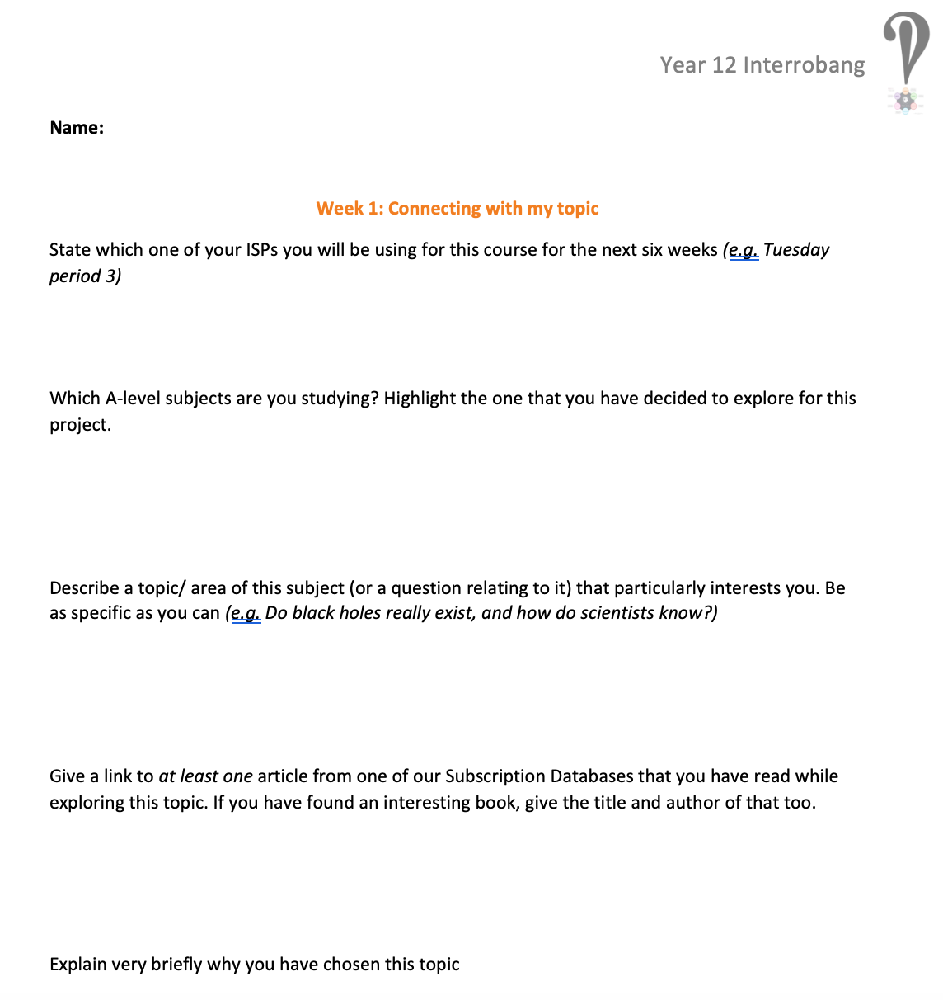 Year 12 Interrobang
Name:
Week 1: Connecting with my topic
State which one of your ISPs you will be using for this course for the next six weeks (e.g. Tuesday
period 3)
Which A-level subjects are you studying? Highlight the one that you have decided to explore for this
project.
Describe a topic/ area of this subject (or a question relating to it) that particularly interests you. Be
as specific as you can (e.g. Do black holes really exist, and how do scientists know?)
Give a link to at least one article from one of our Subscription Databases that you have read while
exploring this topic. If you have found an interesting book, give the title and author of that too.
Explain very briefly why you have chosen this topic